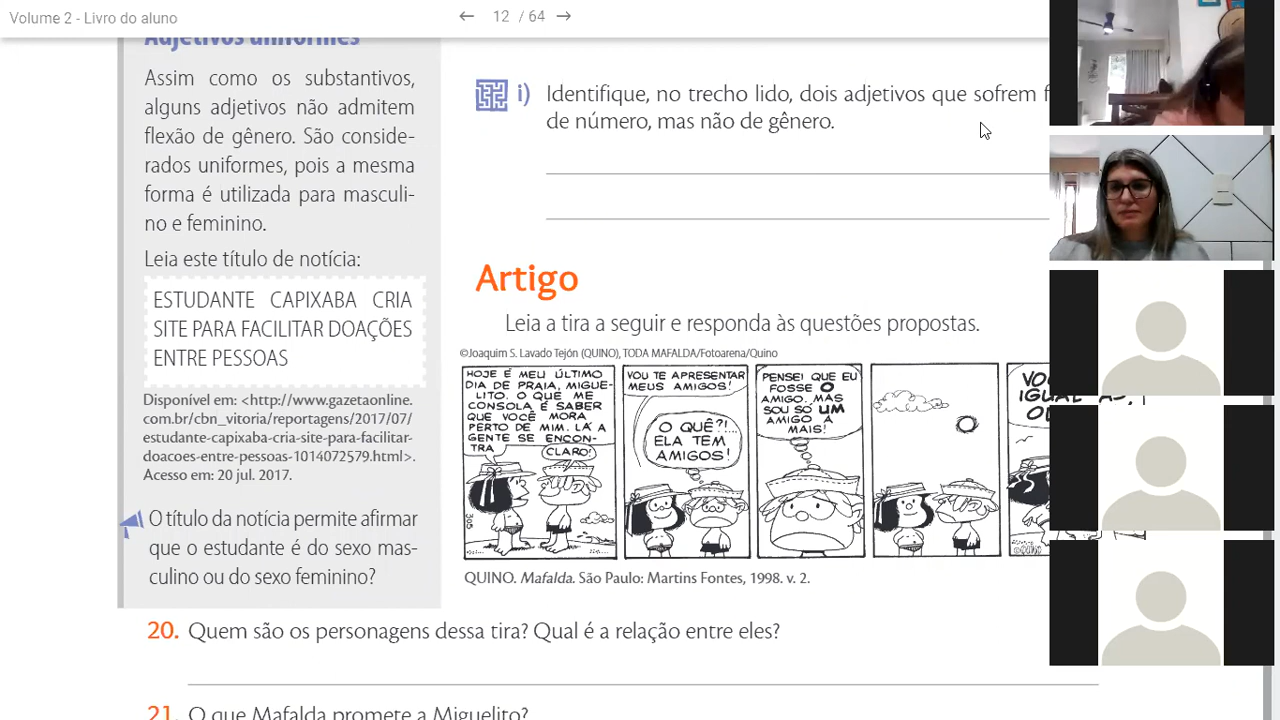 Volume 2 - Livro do aluno
12 / 64
Adjetivos uniformes
Assim como os substantivos,
alguns adjetivos não admitem
flexão de gênero. São conside-
rados uniformes, pois a mesma
forma é utilizada para masculi-
no e feminino.
Leia este título de notícia:
ESTUDANTE CAPIXABA CRIA
SITE PARA FACILITAR DOAÇÕES
ENTRE PESSOAS
Disponível em: <http://www.gazetaonline.
com.br/cbn_vitoria/reportagens/2017/07/
estudante-capixaba-cria-site-para-facilitar-
doacoes-entre-pessoas-1014072579.html>.
Acesso em: 20 jul. 2017.
O título da notícia permite afirmar
que o estudante é do sexo mas-
culino ou do sexo feminino?
i) Identifique, no trecho lido, dois adjetivos que sofrem
de número, mas não de gênero.
Artigo
Leia a tira a seguir e responda às questões propostas.
©Joaquim S. Lavado Tejón (QUINO), TODA MAFALDA/Fotoarena/Quino
HOJE É MEU ÚLTIMO
DIA DE PRAIA, MIGUE-
LITO. O QUE ME
CONSOLA É SABER
QUE VOCÊ MORA
PERTO DE MIM. LÁ A
GENTE SE ENCON-
TRA
CLARO!
305
VOU TE APRESENTAR
MEUS AMIGOS!
O QUÊ?!...
ELA TEM
AMIGOS!
PENSEI QUE EU
FOSSE O
AMIGO. MAS
SOU SÓ UM
AMIGO A
MAIS!
IGUAL
QUINO. Mafalda. São Paulo: Martins Fontes, 1998. v. 2.
20. Quem são os personagens dessa tira? Qual é a relação entre eles?
21. O que Mafalda promete a Miguelito?